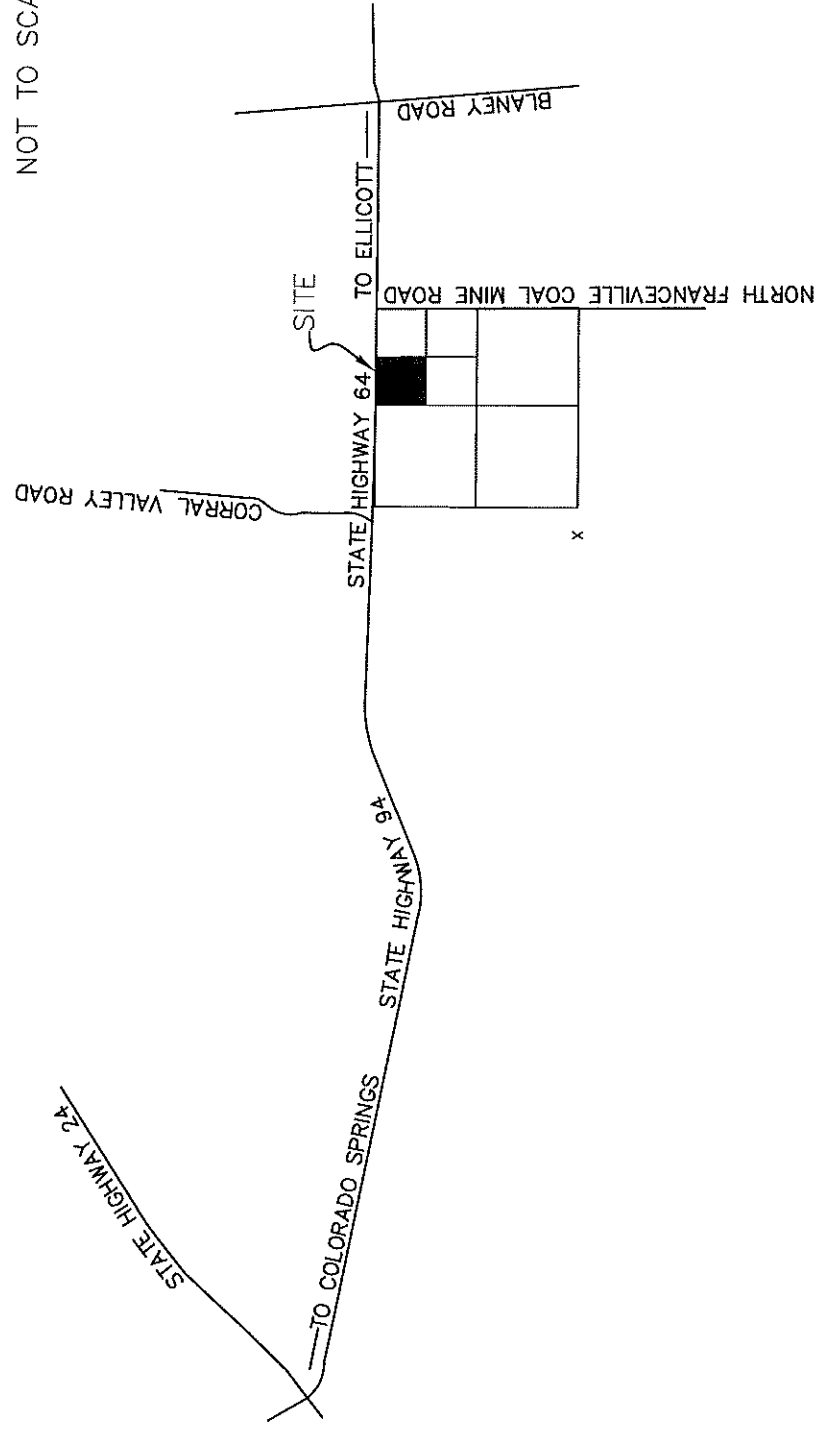 NOT TO SCA
STATE HIGHWAY 24
TO COLORADO SPRINGS
STATE HIGHWAY 94
STATE HIGHWAY 64
CORRAL VALLEY ROAD
SITE
TO ELLICOTT
BLANEY ROAD
NORTH FRANCEVILLE COAL MINE ROAD
x